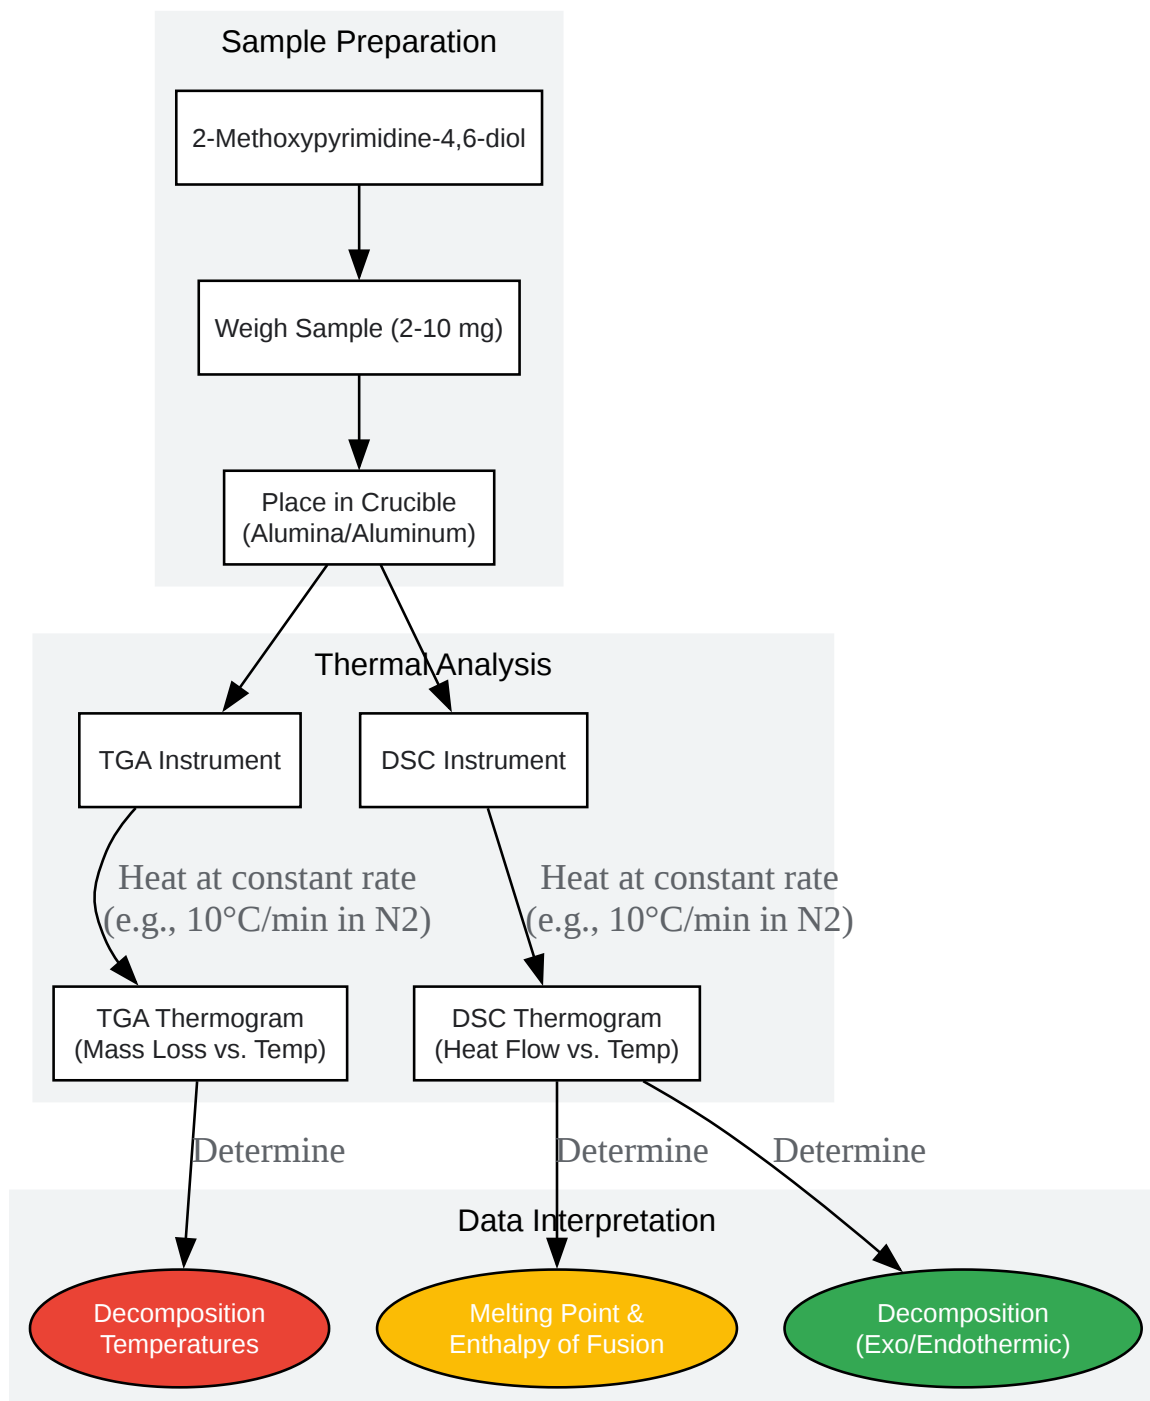 Sample Preparation
2-Methoxypyrimidine-4,6-diol
Weigh Sample (2-10 mg)
Place in Crucible
(Alumina/Aluminum)
Thermal Analysis
TGA Instrument
DSC Instrument
Heat at constant rate
(e.g., 10°C/min in N2)
Heat at constant rate
(e.g., 10°C/min in N2)
TGA Thermogram
(Mass Loss vs. Temp)
DSC Thermogram
(Heat Flow vs. Temp)
Determine
Determine
Determine
Data Interpretation
Decomposition
Temperatures
Melting Point &
Enthalpy of Fusion
Decomposition
(Exo/Endothermic)